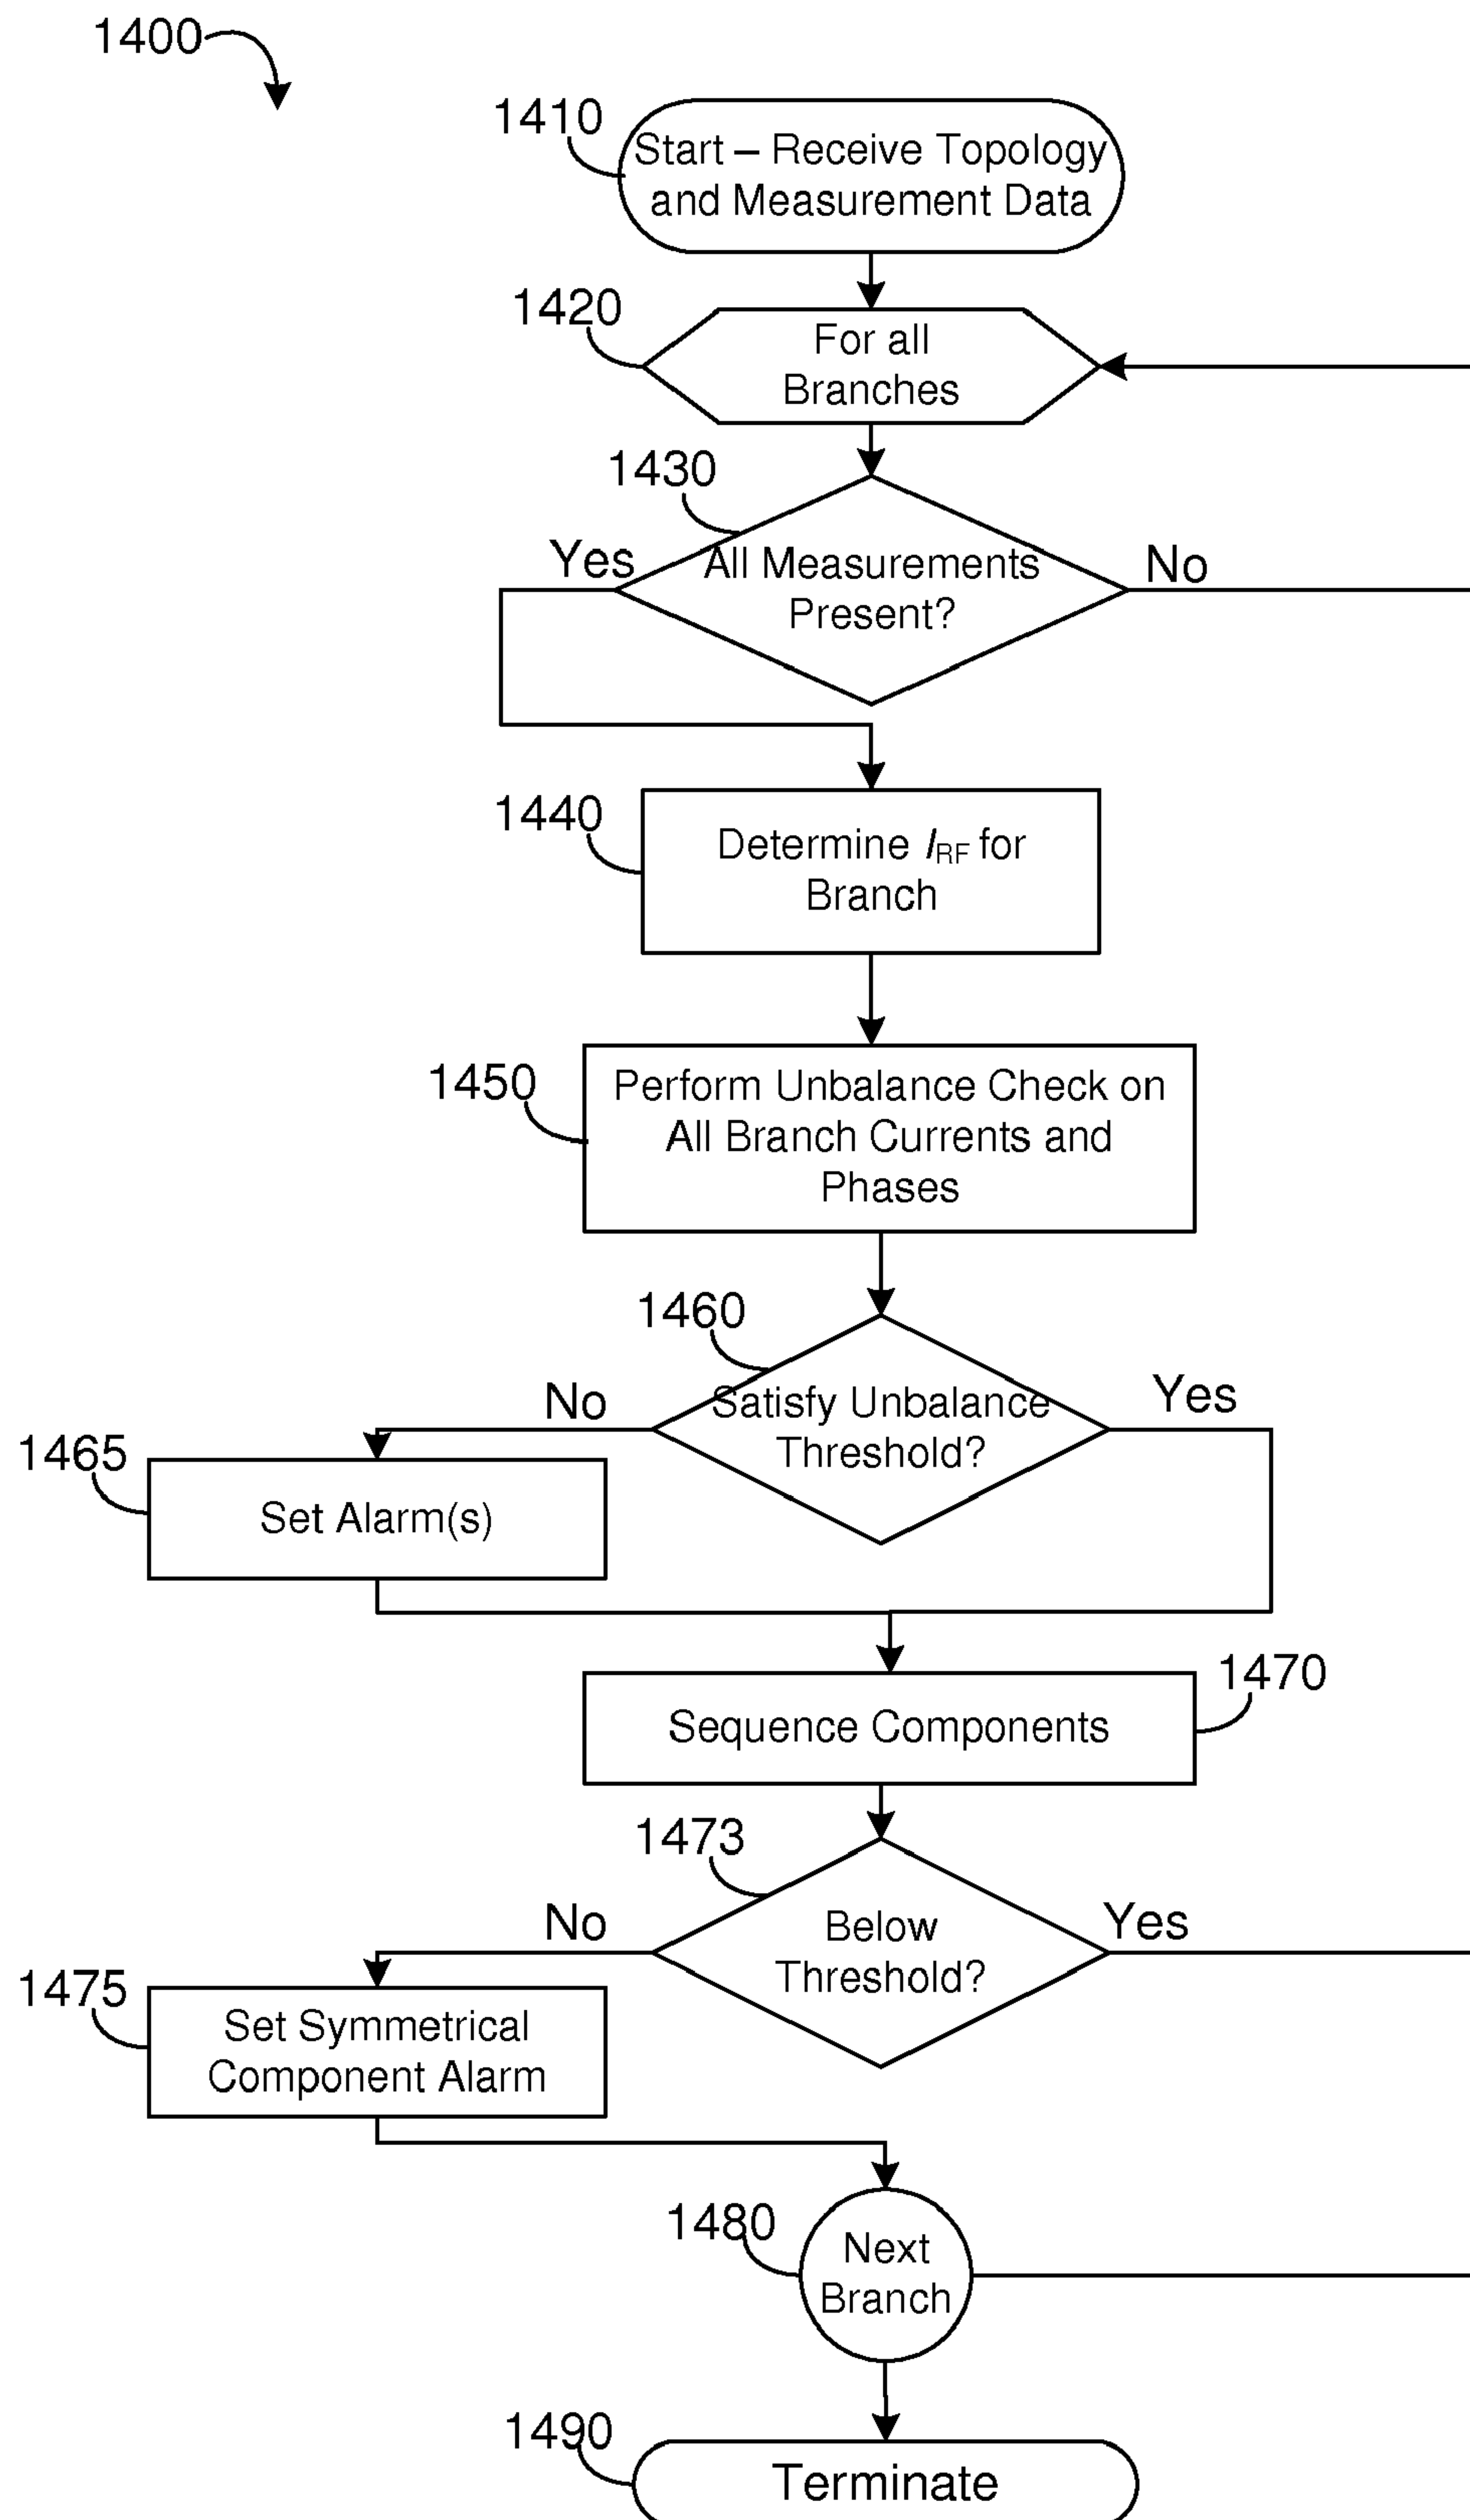 1400
1410
Start – Receive Topology
and Measurement Data
1420
For all
Branches
1430
Yes
All Measurements
Present?
No
1440
Determine IRF for
Branch
1450
Perform Unbalance Check on
All Branch Currents and
Phases
1460
No
Satisfy Unbalance
Threshold?
Yes
1465
Set Alarm(s)
1470
Sequence Components
1473
No
Below
Threshold?
Yes
1475
Set Symmetrical
Component Alarm
1480
Next
Branch
1490
Terminate